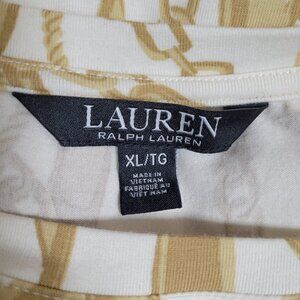 LAUREN
RALPH LAUREN
XL/TG
MADE IN
VIETNAM
FABRIQUÉ AU
VIET NAM